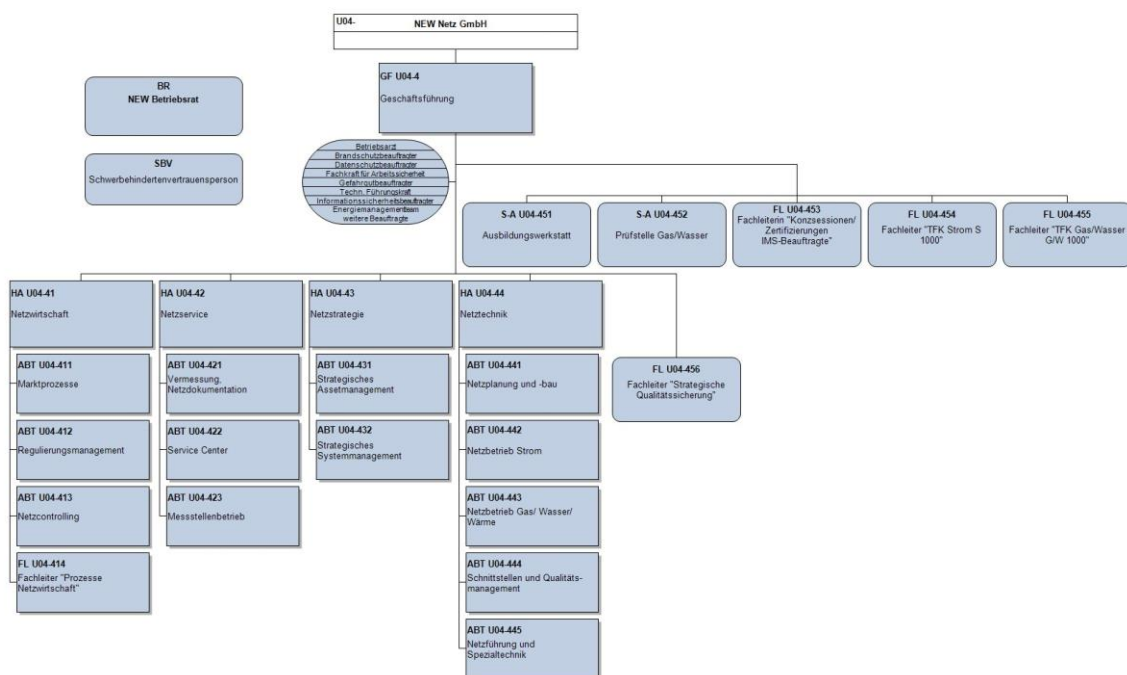 U04- NEW Netz GmbH
GF U04-4
Geschäftsführung
BR
NEW Betriebsrat
SBV
Schwerbehindertenvertrauensperson
Betriebsarzt
Brandschutzbeauftragter
Datenschutzbeauftragter
Fachkraft für Arbeitssicherheit
Gefahrgutbeauftragter
Techn. Führungskraft
Informationssicherheitsbeauftragter
Energiemanagementteam
weitere Beauftragte
S-A U04-451
Ausbildungswerkstatt
S-A U04-452
Prüfstelle Gas/Wasser
FL U04-453
Fachleiterin "Konzsessionen/
Zertifizierungen
IMS-Beauftragte"
FL U04-454
Fachleiter "TFK Strom S
1000"
FL U04-455
Fachleiter "TFK Gas/Wasser
G/W 1000"
HA U04-41
Netzwirtschaft
ABT U04-411
Marktprozesse
ABT U04-412
Regulierungsmanagement
ABT U04-413
Netzcontrolling
FL U04-414
Fachleiter "Prozesse
Netzwirtschaft"
HA U04-42
Netzservice
ABT U04-421
Vermessung,
Netzdokumentation
ABT U04-422
Service Center
ABT U04-423
Messstellenbetrieb
HA U04-43
Netzstrategie
ABT U04-431
Strategisches
Assetmanagement
ABT U04-432
Strategisches
Systemmanagement
HA U04-44
Netztechnik
ABT U04-441
Netzplanung und -bau
ABT U04-442
Netzbetrieb Strom
ABT U04-443
Netzbetrieb Gas/ Wasser/
Wärme
ABT U04-444
Schnittstellen und Qualitäts-
management
ABT U04-445
Netzführung und
Spezialtechnik
FL U04-456
Fachleiter "Strategische
Qualitätssicherung"